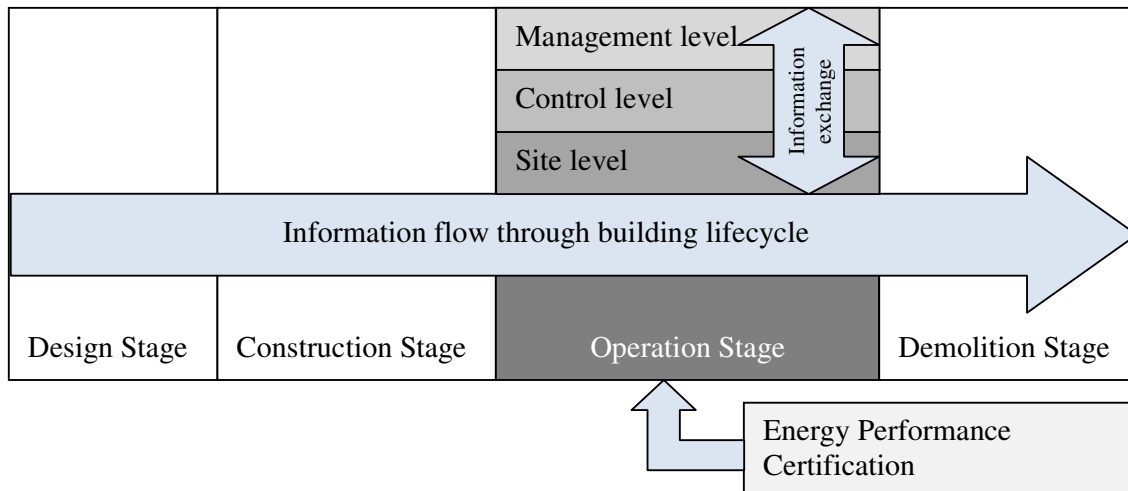 Management level
Control level
Site level
Information
exchange
Information flow through building lifecycle
Design Stage
Construction Stage
Operation Stage
Demolition Stage
Energy Performance
Certification